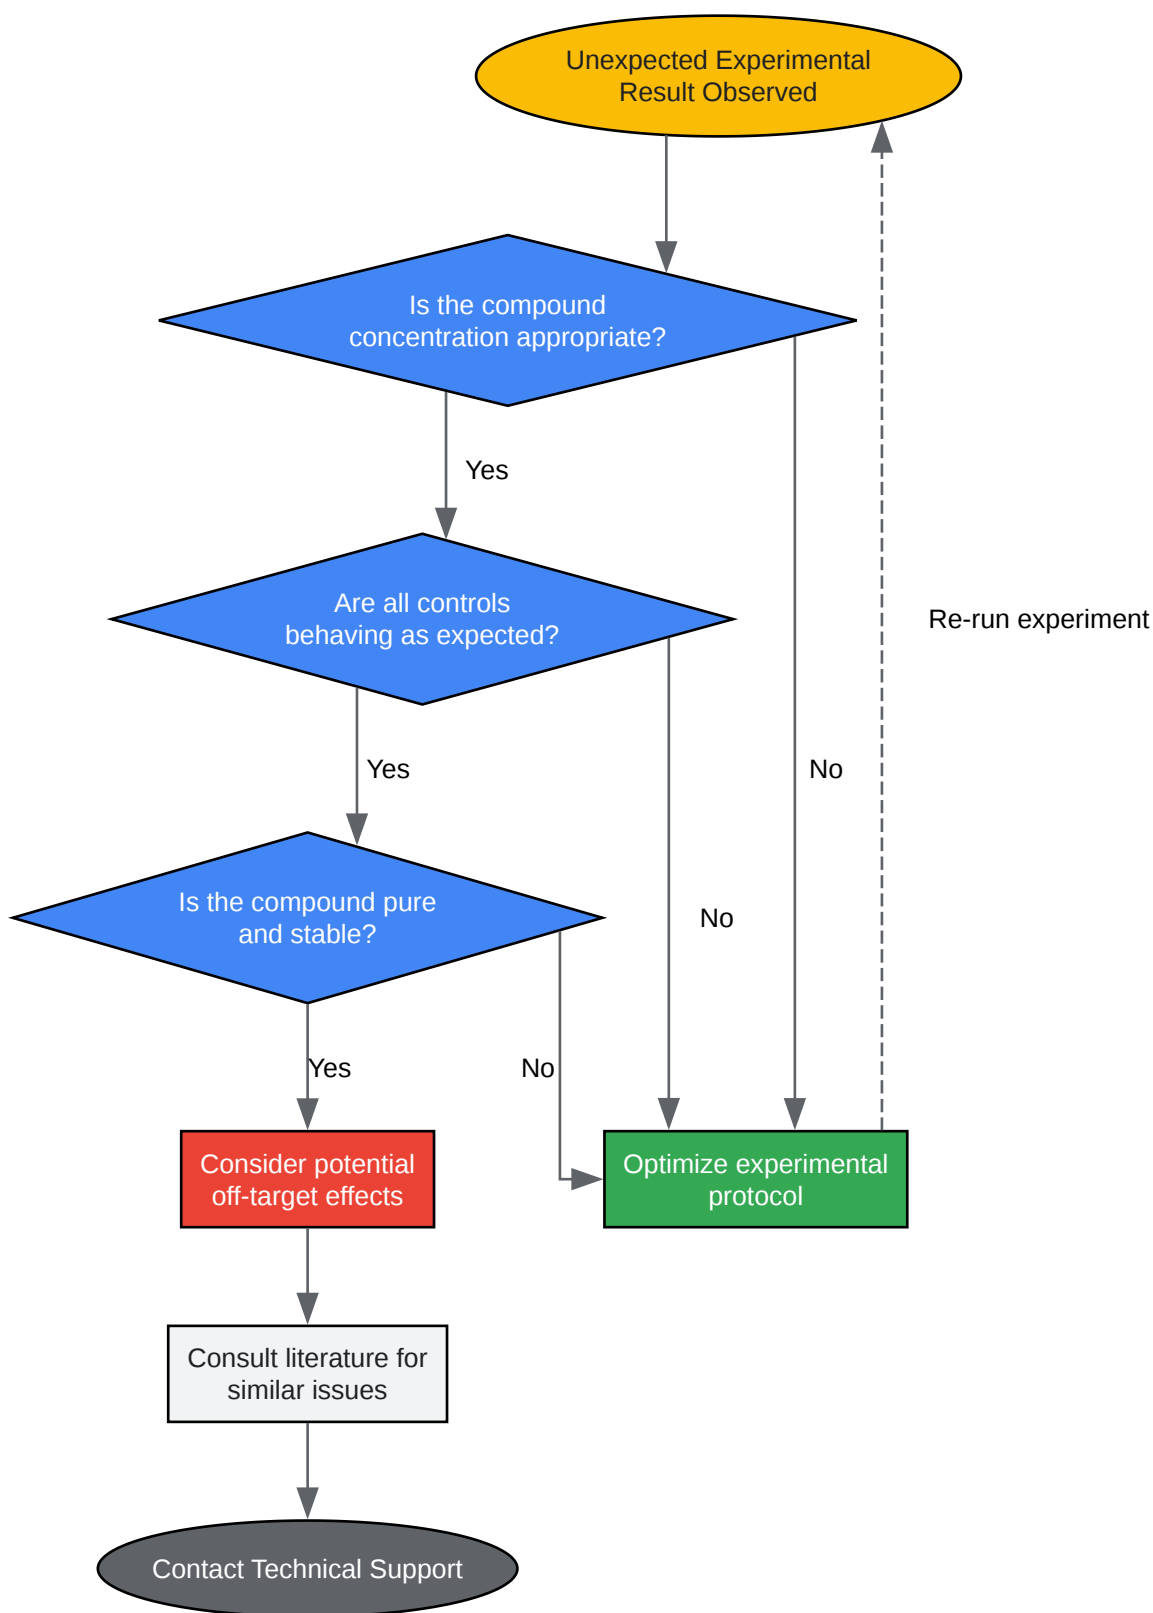 Unexpected Experimental
Result Observed
Is the compound
concentration appropriate?
Yes
Are all controls
behaving as expected?
Re-run experiment
Yes
No
Is the compound pure
and stable?
No
Yes
No
Consider potential
off-target effects
Optimize experimental
protocol
Consult literature for
similar issues
Contact Technical Support